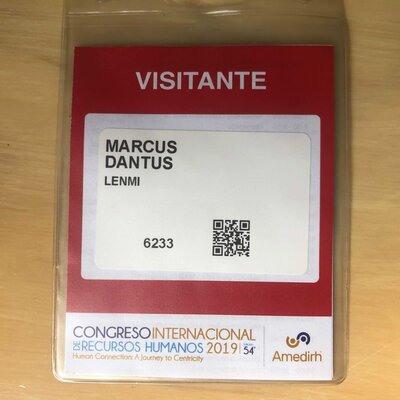 VISITANTE
MARCUS
DANTUS
LENMI
6233
CONGRESO INTERNACIONAL
DE RECURSOS HUMANOS 2019 54
Human Connection: A Journey to Centricity
Amedirh